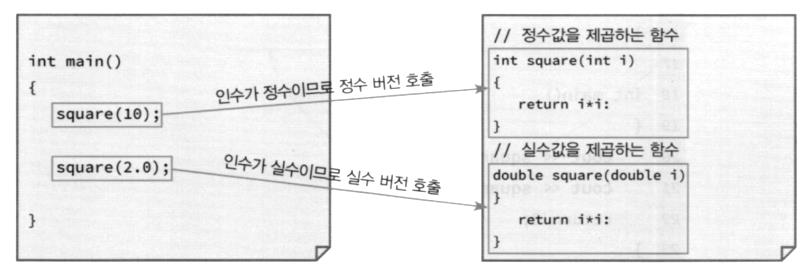 int main()
{
square(10);
square(2.0);
}
인수가 정수이므로 정수 버전 호출
인수가 실수이므로 실수 버전 호출
// 정수값을 제곱하는 함수
int square(int i)
{
return i*i:
}
// 실수값을 제곱하는 함수
double square(double i)
}
return i*i:
}